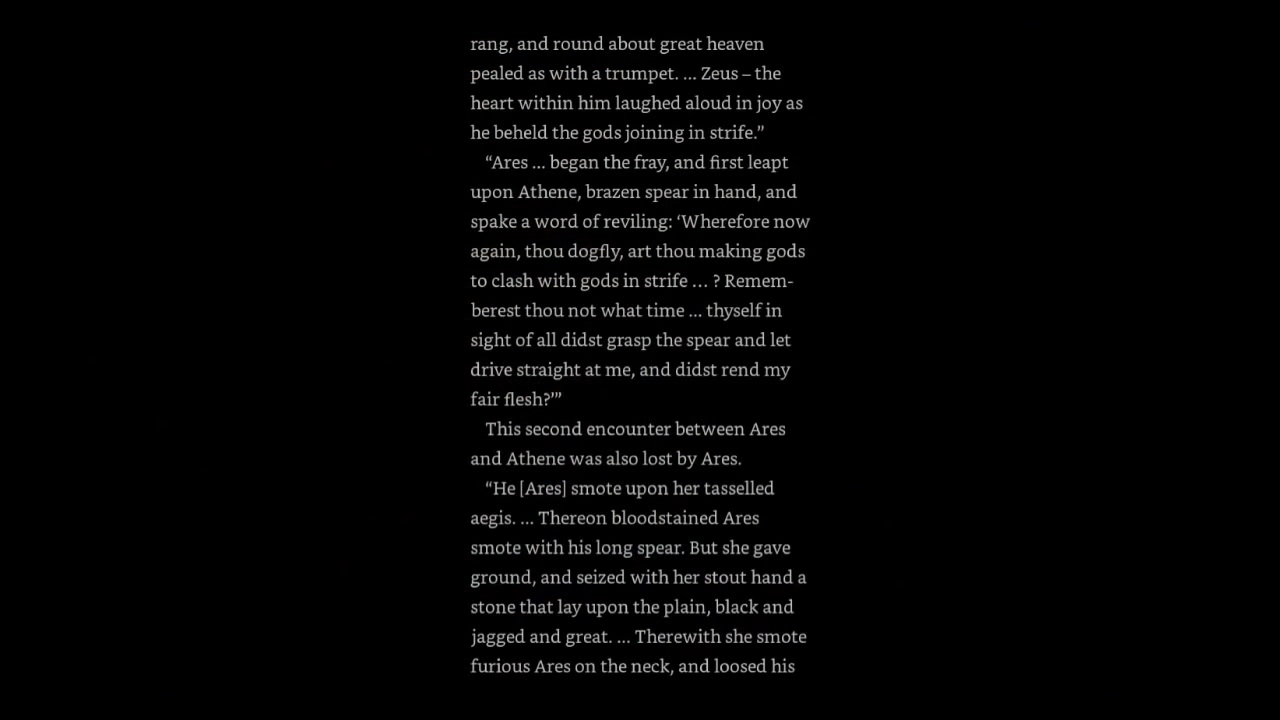 rang, and round about great heaven
pealed as with a trumpet. ... Zeus – the
heart within him laughed aloud in joy as
he beheld the gods joining in strife.”
“Ares ... began the fray, and first leapt
upon Athene, brazen spear in hand, and
spake a word of reviling: ‘Wherefore now
again, thou dogfly, art thou making gods
to clash with gods in strife … ? Remem-
berest thou not what time ... thyself in
sight of all didst grasp the spear and let
drive straight at me, and didst rend my
fair flesh?’”
This second encounter between Ares
and Athene was also lost by Ares.
“He [Ares] smote upon her tasselled
aegis. ... Thereon bloodstained Ares
smote with his long spear. But she gave
ground, and seized with her stout hand a
stone that lay upon the plain, black and
jagged and great. ... Therewith she smote
furious Ares on the neck, and loosed his